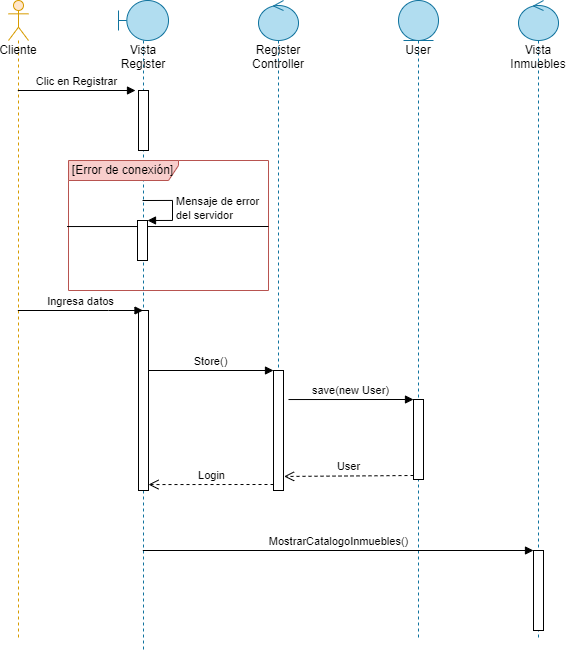 Cliente
Vista
Register
Register
Controller
User
Vista
Inmuebles
Clic en Registrar
[Error de conexión]
Mensaje de error
del servidor
Ingresa datos
Store()
save(new User)
User
Login
MostrarCatalogoInmuebles()